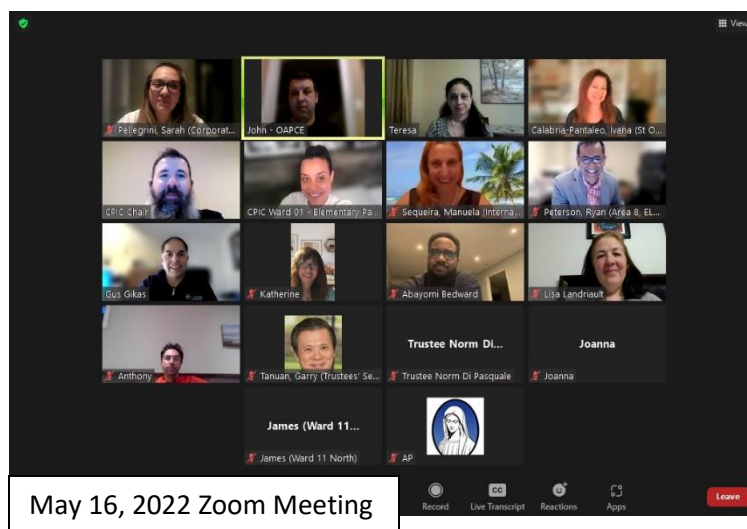 View
Pellegrini, Sarah (Corporat...
John - OAPCE
Teresa
Calabria-Pantaleo, Ivana (St O...
CPIC Chair
CPIC Ward 01 - Elementary Pa...
Sequeira, Manuela (Interna...
Peterson, Ryan (Area 8, EL...
Gus Gikas
Katherine
Abayomi Bedward
Lisa Landriault
Anthony
Tanuan, Garry (Trustees' Se...
Trustee Norm Di...
Trustee Norm Di Pasquale
Joanna
Joanna
James (Ward 11...
James (Ward 11 North)
AP
May 16, 2022 Zoom Meeting
Record
CC
Live Transcript
Reactions
Apps
Leave